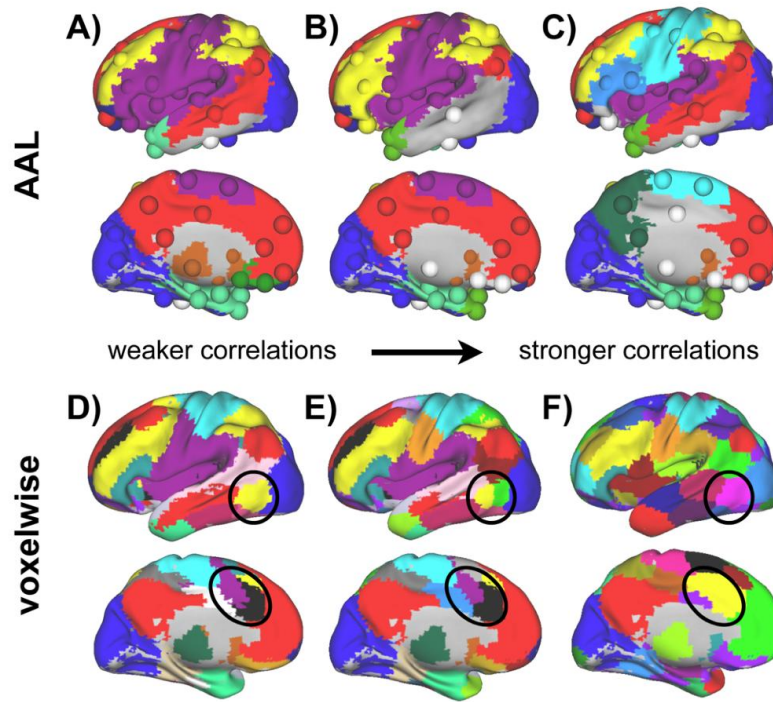 A)
B)
C)
AAL
weaker correlations
stronger correlations
D)
E)
F)
voxelwise